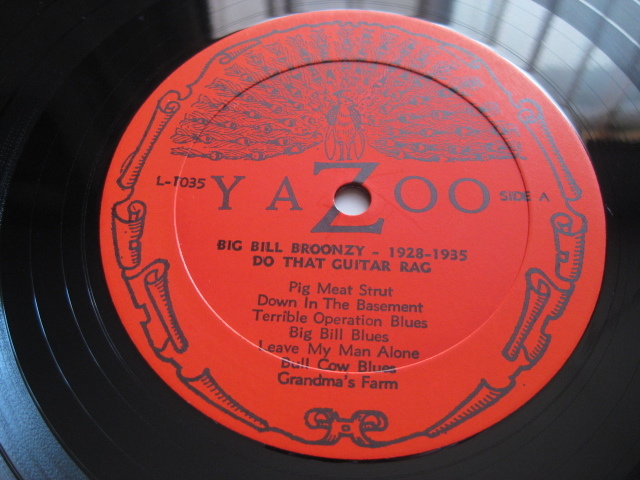 L-1035 YAZOO SIDE A
BIG BILL BROONZY - 1928-1935
DO THAT GUITAR RAG
Pig Meat Strut
Down In The Basement
Terrible Operation Blues
Big Bill Blues
Leave My Man Alone
Bull Cow Blues
Grandma's Farm